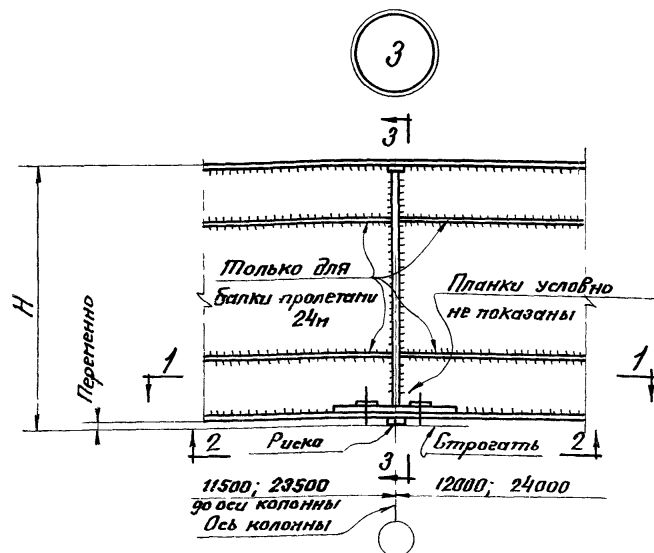 3
3
Только для
балки пролетами
24м
Планки условно
не показаны
H
Переменно
1
1
2
Риска
Строгать
2
3
11500; 23500
до оси колонны
12000; 24000
Ось колонны